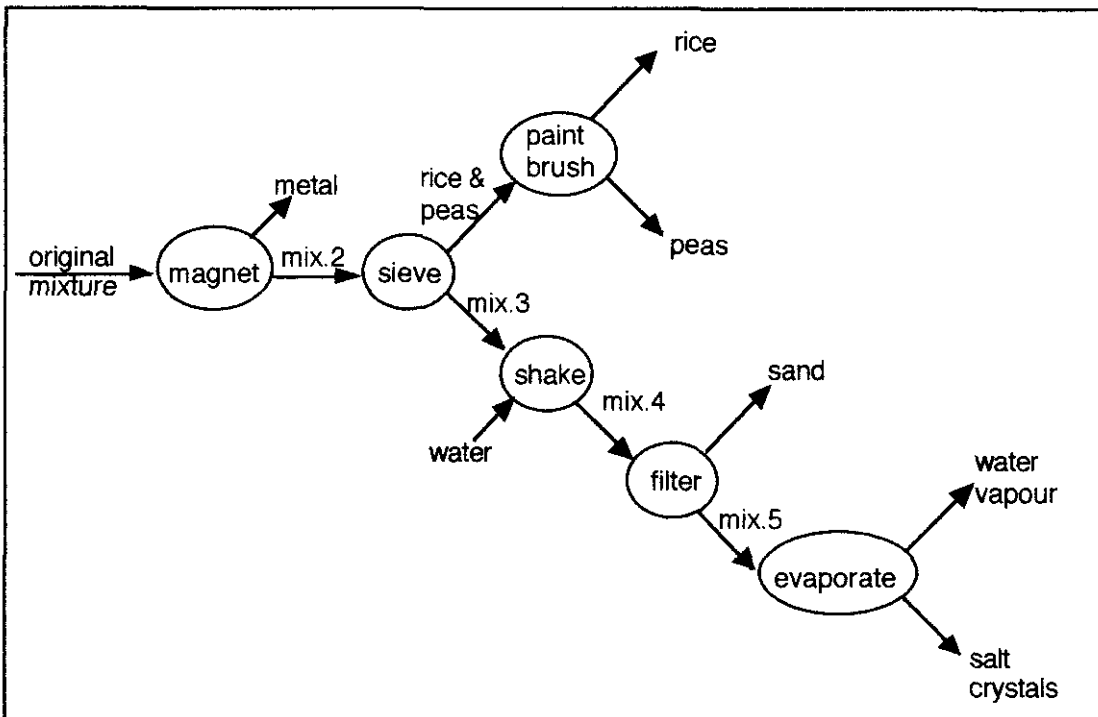 rice
paint
brush
rice &
peas
metal
peas
original
mixture
magnet
mix.2
sieve
mix.3
shake
water
mix.4
sand
filter
mix.5
water
vapour
evaporate
salt
crystals